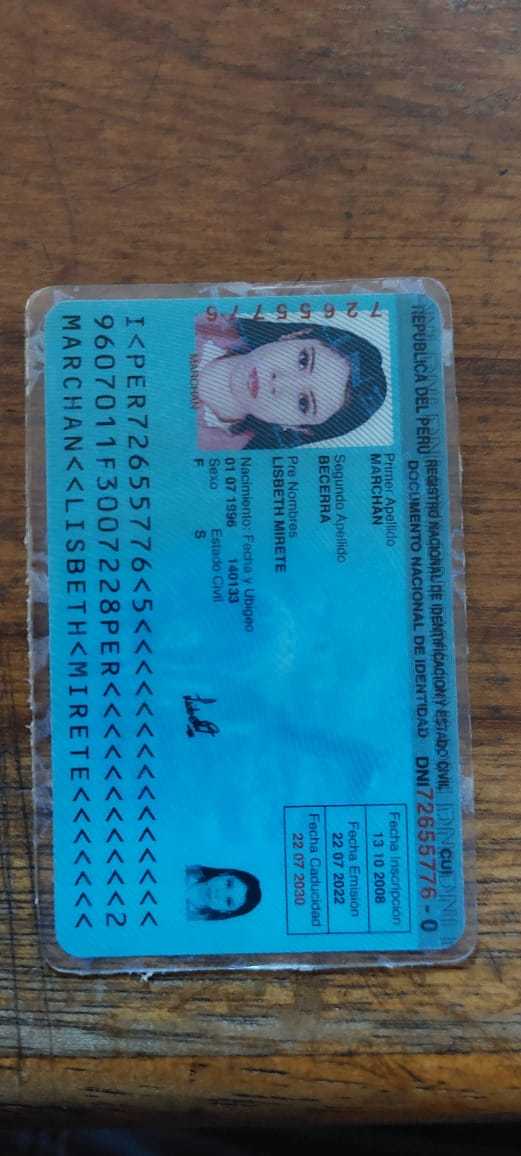 REPUBLICA DEL PERU REGISTRO NACIONAL DE IDENTIFICACION Y ESTADO CIVIL
DOCUMENTO NACIONAL DE IDENTIDAD
CUI
DNI 72655776 - 0
72655776
MARCHAN
Primer Apellido
MARCHAN
Segundo Apellido
BECERRA
Pre Nombres
LISBETH MIRETE
Nacimiento: Fecha y Ubigeo
01 07 1996 140133
Sexo Estado Civil
F S
Fecha Inscripción
13 10 2008
Fecha Emisión
22 07 2022
Fecha Caducidad
22 07 2030
I<PER72655776<5<<<<<<<<<<<<<<<
9607011F3007228PER<<<<<<<<<<<2
MARCHAN<<LISBETH<MIRETE<<<<<<<